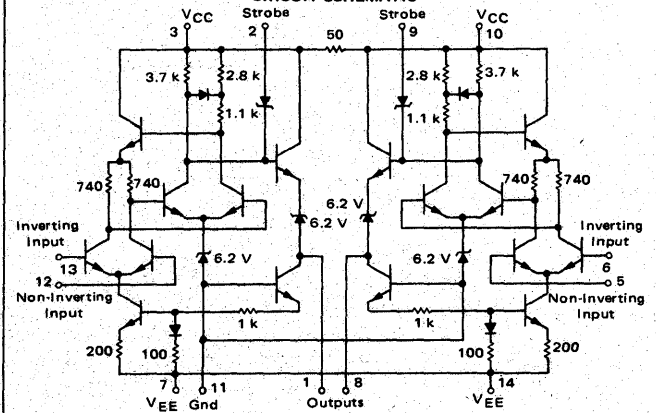 VCC Strobe Strobe VCC
3 2 9 10
50
3.7 k 2.8 k 2.8 k 3.7 k
1.1 k 1.1 k
740 740 740 740
6.2 V
6.2 V
Inverting Input Inverting Input
6.2 V 6.2 V
13 6
12 5
Non-Inverting Input Non-Inverting Input
1 k 1 k
200 100 100 200
7 11 1 8 14
VEE Gnd Outputs VEE